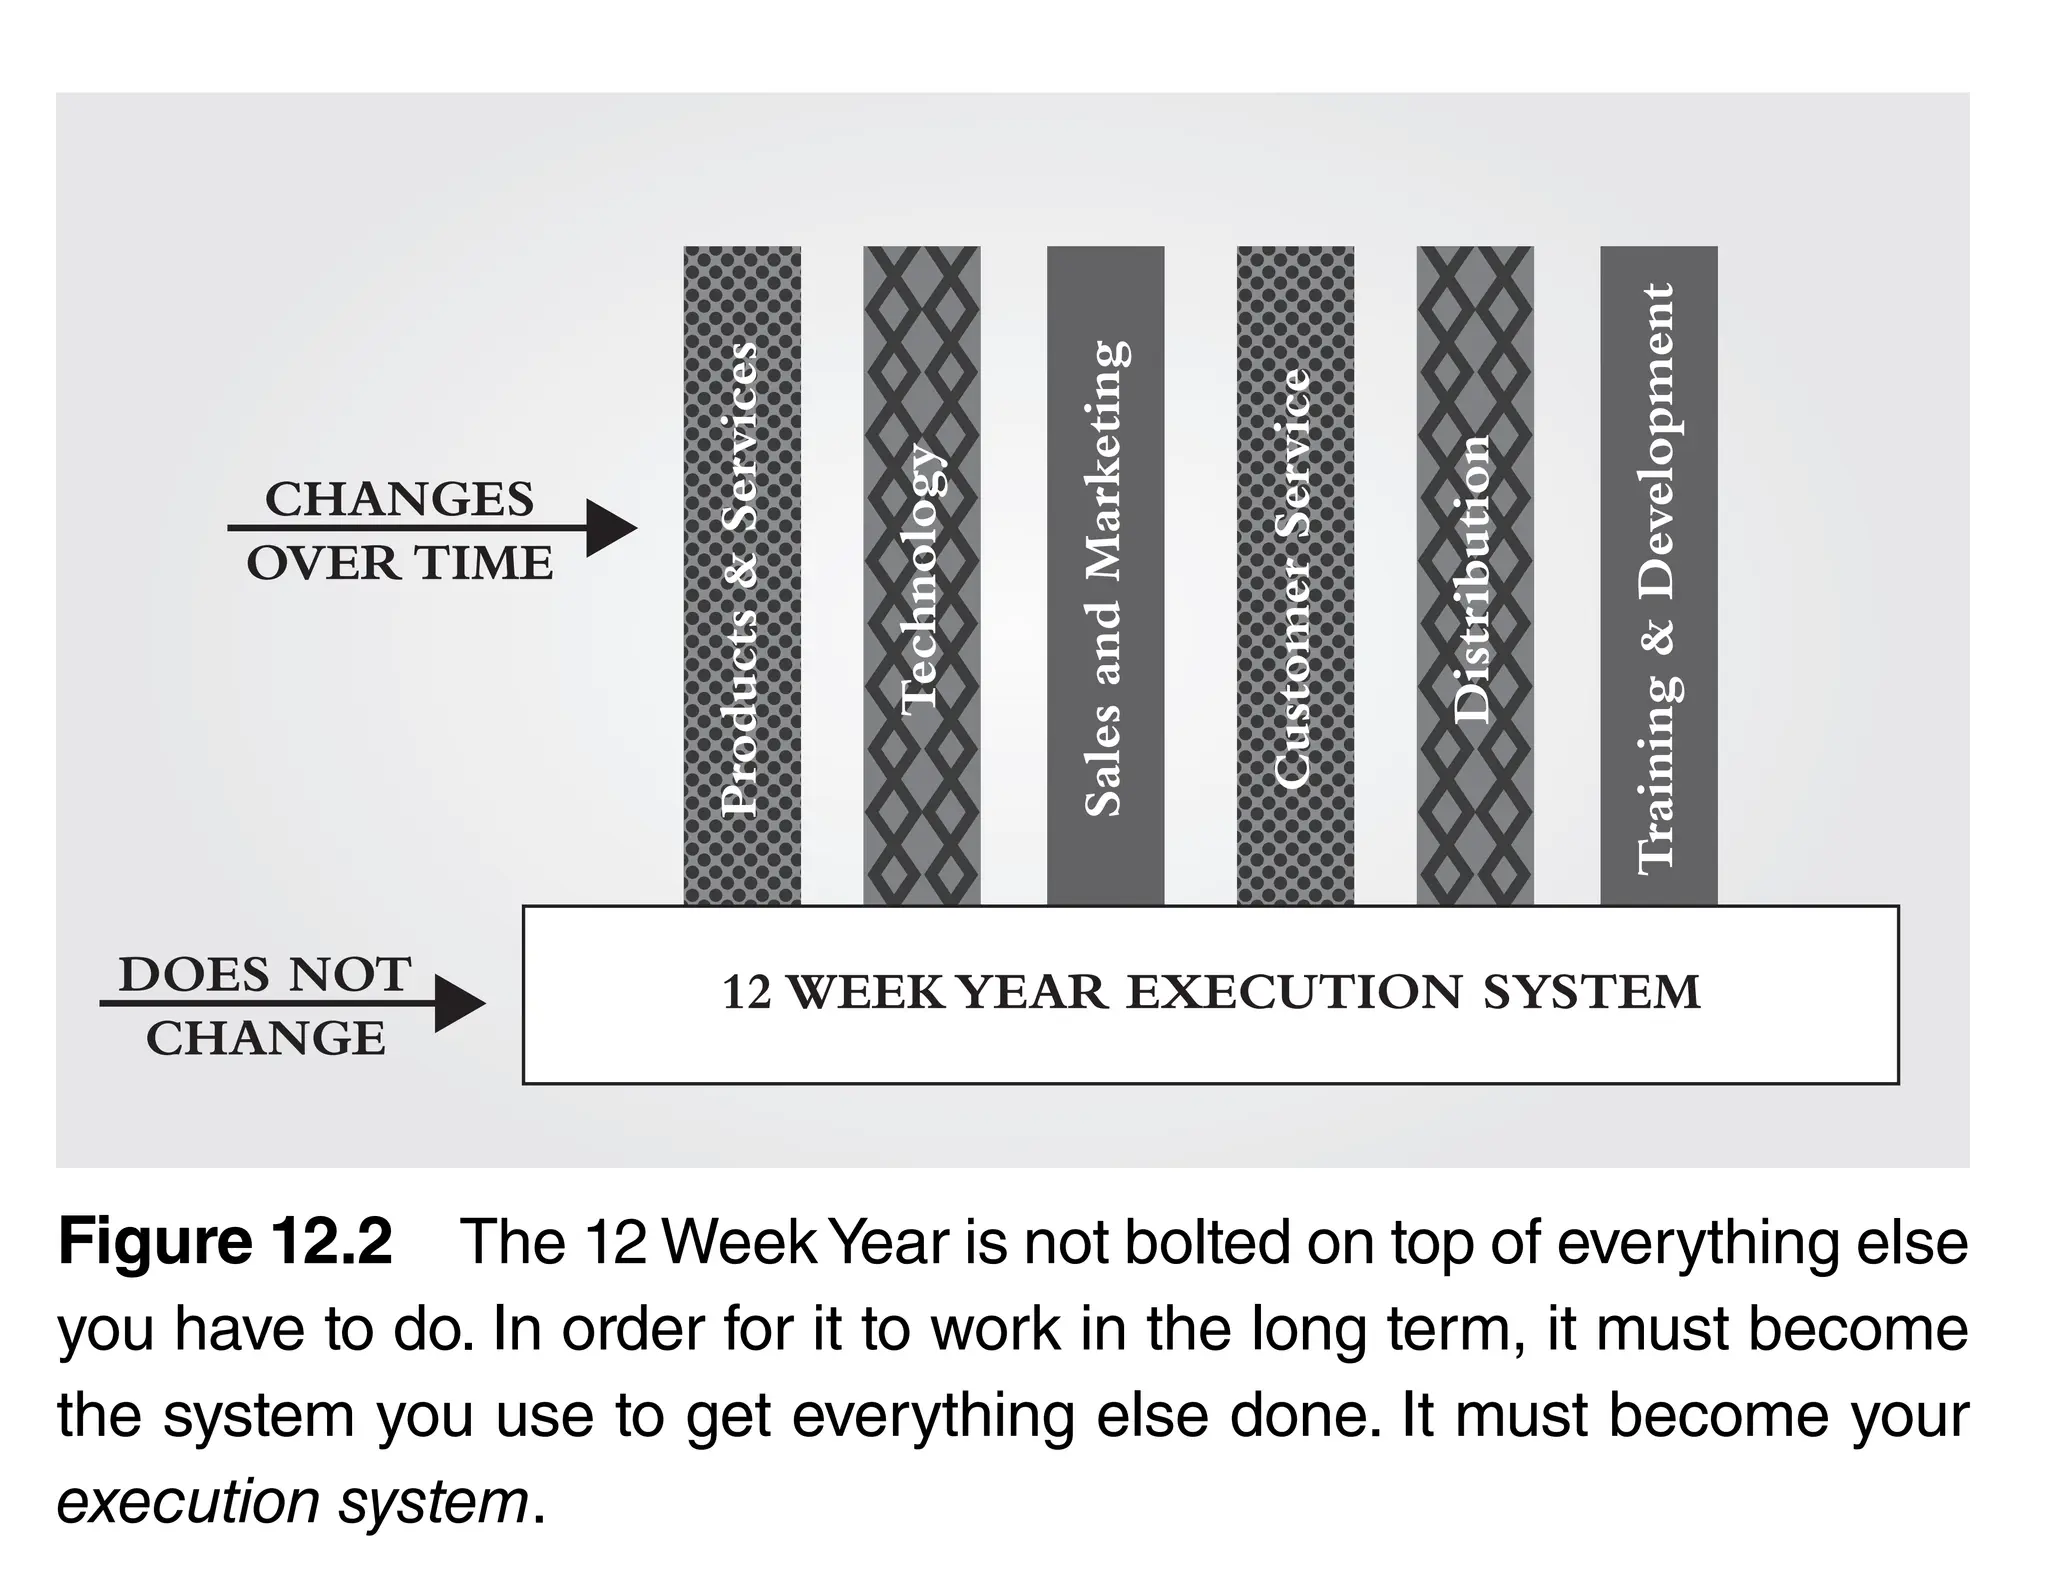 CHANGES
OVER TIME
Products & Services
Technology
Sales and Marketing
Customer Service
Distribution
Training & Development
DOES NOT
CHANGE
12 WEEK YEAR EXECUTION SYSTEM
Figure 12.2 The 12 Week Year is not bolted on top of everything else
you have to do. In order for it to work in the long term, it must become
the system you use to get everything else done. It must become your
execution system.